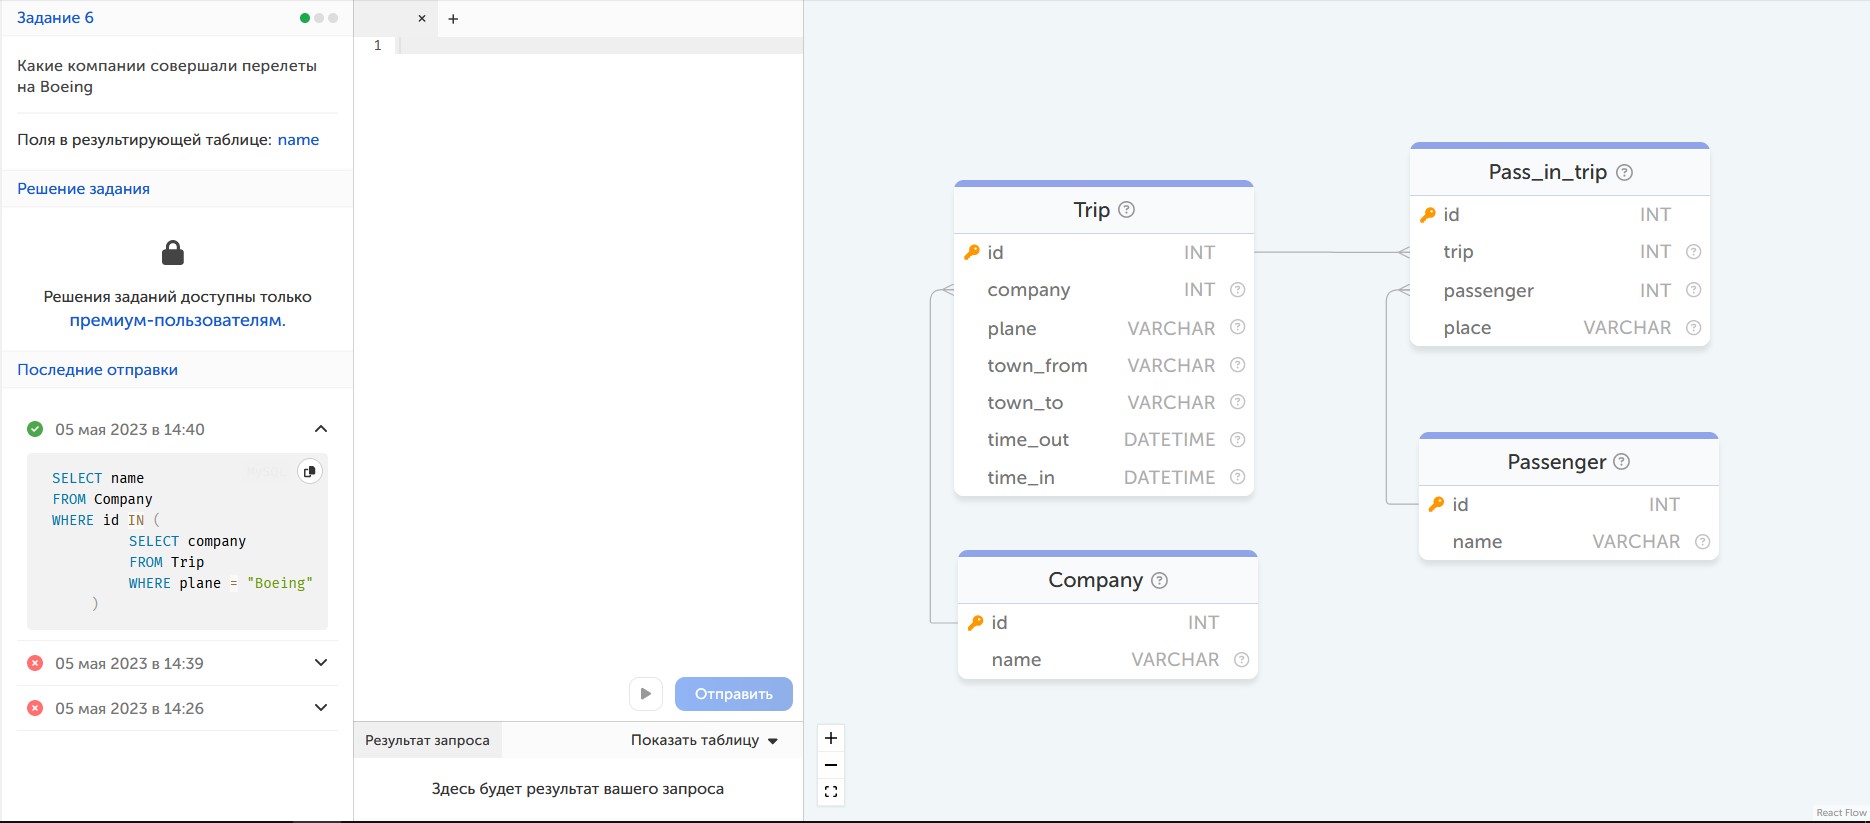 Задание 6
Какие компании совершали перелеты
на Boeing
Поля в результирующей таблице: name
Решение задания
Решения заданий доступны только
премиум-пользователям.
Последние отправки
05 мая 2023 в 14:40
SELECT name
FROM Company
WHERE id IN (
SELECT company
FROM Trip
WHERE plane = "Boeing"
)
05 мая 2023 в 14:39
05 мая 2023 в 14:26
1
Отправить
Результат запроса
Показать таблицу
Здесь будет результат вашего запроса
Trip
id INT
company INT
plane VARCHAR
town_from VARCHAR
town_to VARCHAR
time_out DATETIME
time_in DATETIME
Company
id INT
name VARCHAR
Pass_in_trip
id INT
trip INT
passenger INT
place VARCHAR
Passenger
id INT
name VARCHAR
React Flow